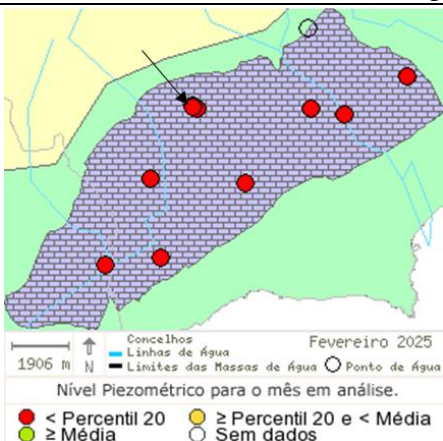 Concelhos
Linhas de Água
Limites das Massas de Água
Fevereiro 2025
Ponto de Água
1906 m
N
Nível Piezométrico para o mês em análise.
< Percentil 20
≥ Percentil 20 e < Média
≥ Média
Sem dados